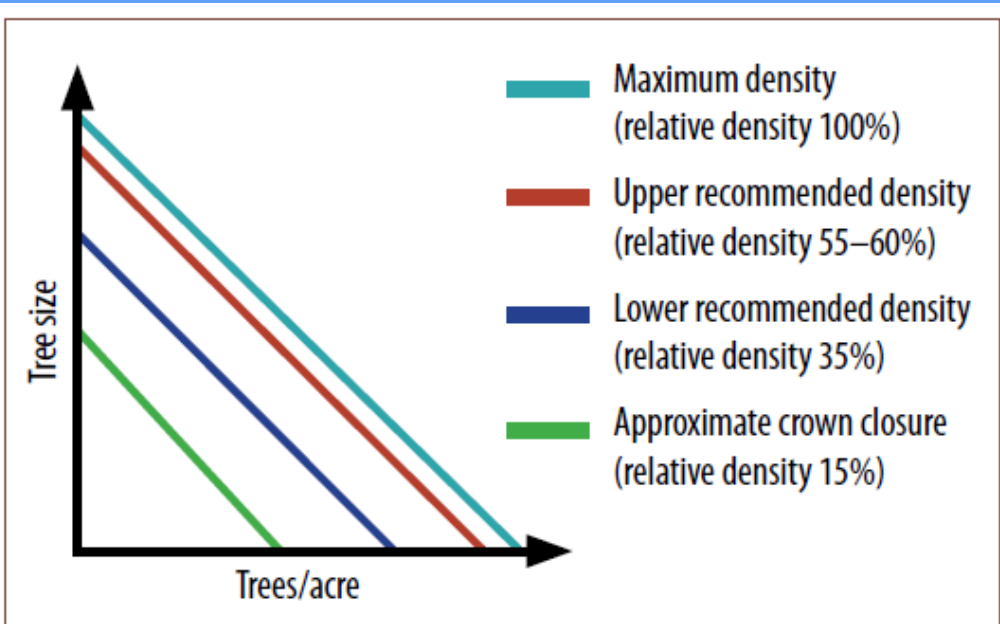 Maximum density
(relative density 100%)
Upper recommended density
(relative density 55–60%)
Lower recommended density
(relative density 35%)
Approximate crown closure
(relative density 15%)
Tree size
Trees/acre